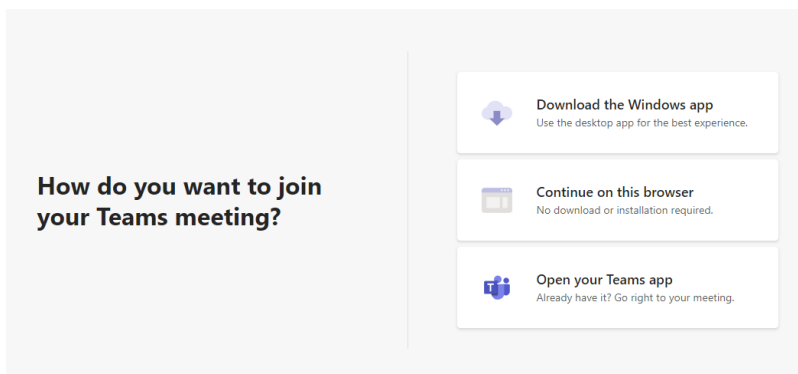 How do you want to join
your Teams meeting?
Download the Windows app
Use the desktop app for the best experience.
Continue on this browser
No download or installation required.
T
Open your Teams app
Already have it? Go right to your meeting.